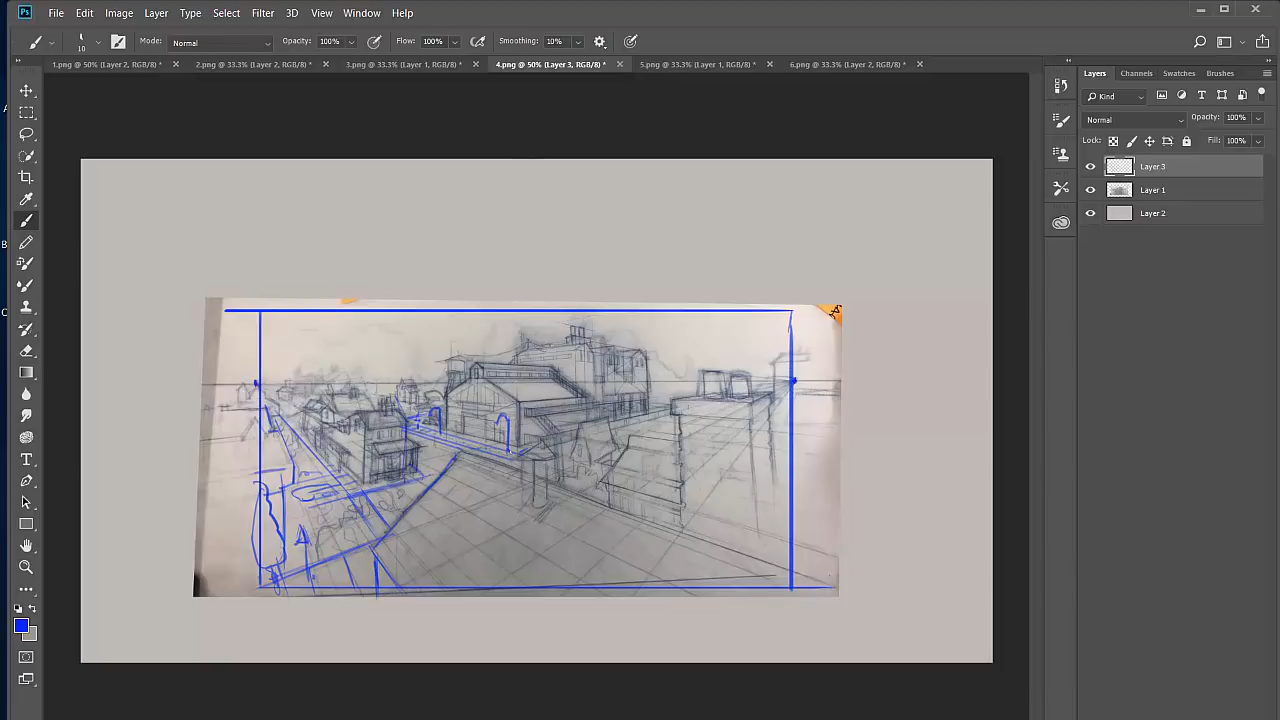 Ps File Edit Image Layer Type Select Filter 3D View Window Help
10 Mode: Normal Opacity: 100% Flow: 100% Smoothing: 10%
1.png @ 50% (Layer 2, RGB/8) * 2.png @ 33.3% (Layer 2, RGB/8) * 3.png @ 33.3% (Layer 1, RGB/8) * 4.png @ 50% (Layer 3, RGB/8) * 5.png @ 33.3% (Layer 1, RGB/8) * 6.png @ 33.3% (Layer 2, RGB/8) *
Layers Channels Swatches Brushes
Kind
Normal Opacity: 100%
Lock: Fill: 100%
Layer 3
Layer 1
Layer 2